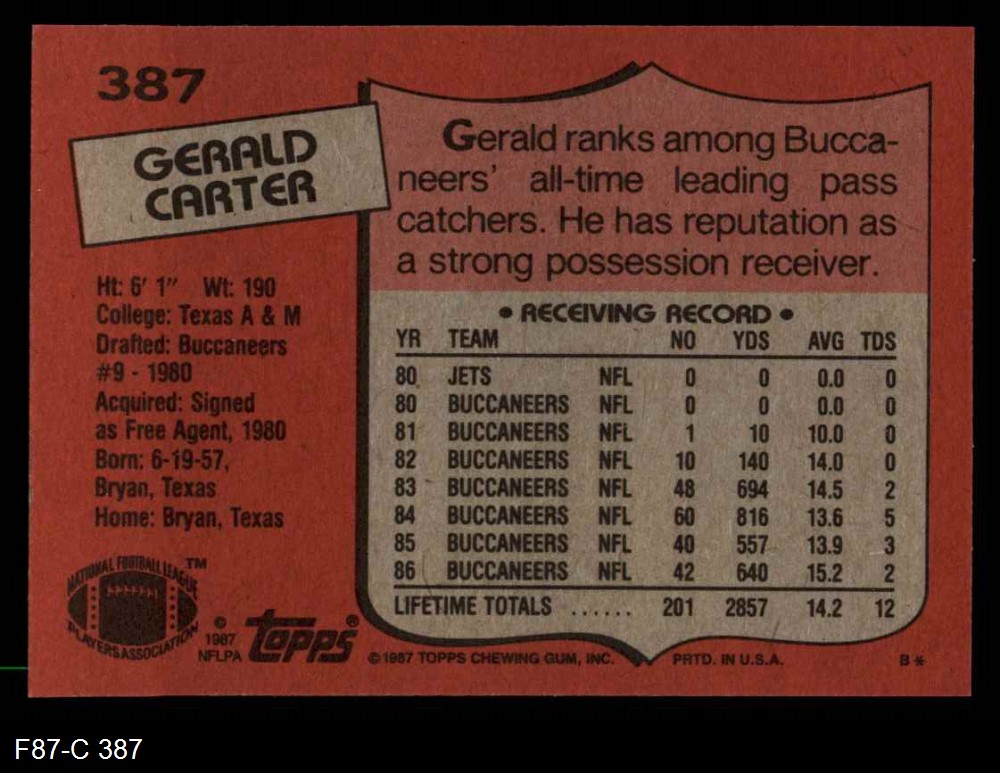 387
GERALD
CARTER
Gerald ranks among Bucca-
neers' all-time leading pass
catchers. He has reputation as
a strong possession receiver.
Ht: 6' 1" Wt: 190
College: Texas A & M
Drafted: Buccaneers
#9 - 1980
Acquired: Signed
as Free Agent, 1980
Born: 6-19-57,
Bryan, Texas
Home: Bryan, Texas
• RECEIVING RECORD •
YR TEAM NO YDS AVG TDS
80 JETS NFL 0 0 0.0 0
80 BUCCANEERS NFL 0 0 0.0 0
81 BUCCANEERS NFL 1 10 10.0 0
82 BUCCANEERS NFL 10 140 14.0 0
83 BUCCANEERS NFL 48 694 14.5 2
84 BUCCANEERS NFL 60 816 13.6 5
85 BUCCANEERS NFL 40 557 13.9 3
86 BUCCANEERS NFL 42 640 15.2 2
LIFETIME TOTALS ...... 201 2857 14.2 12
NATIONAL FOOTBALL LEAGUE ™
PLAYERS ASSOCIATION
©
1987
NFLPA
topps®
© 1987 TOPPS CHEWING GUM, INC. PRTD. IN U.S.A. B*
F87-C 387